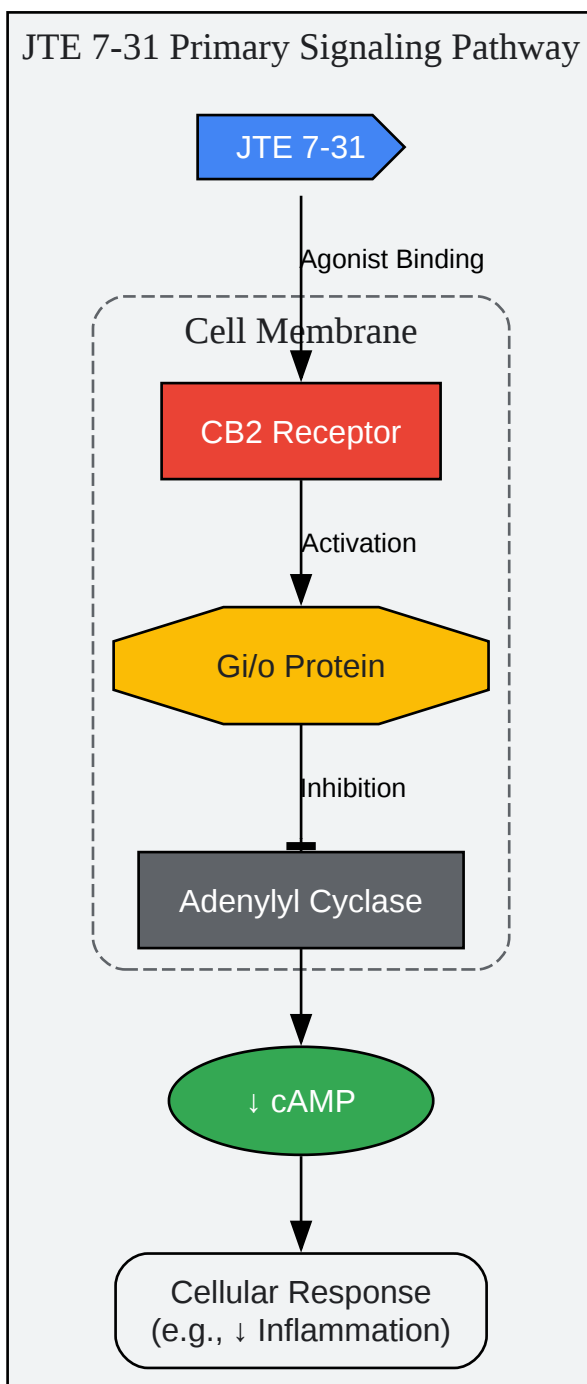 JTE 7-31 Primary Signaling Pathway
JTE 7-31
Agonist Binding
Cell Membrane
CB2 Receptor
Activation
Gi/o Protein
Inhibition
Adenylyl Cyclase
↓ cAMP
Cellular Response
(e.g., ↓ Inflammation)